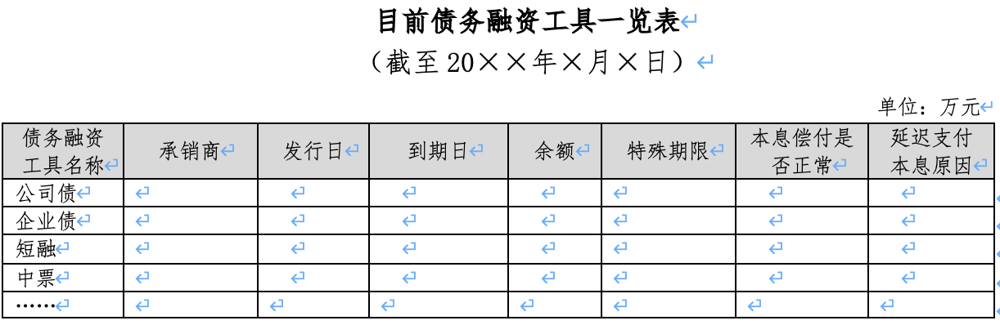 目前债务融资工具一览表
（截至 20××年×月×日）
单位：万元
债务融资
工具名称
承销商
发行日
到期日
余额
特殊期限
本息偿付是
否正常
延迟支付
本息原因
公司债
企业债
短融
中票
……